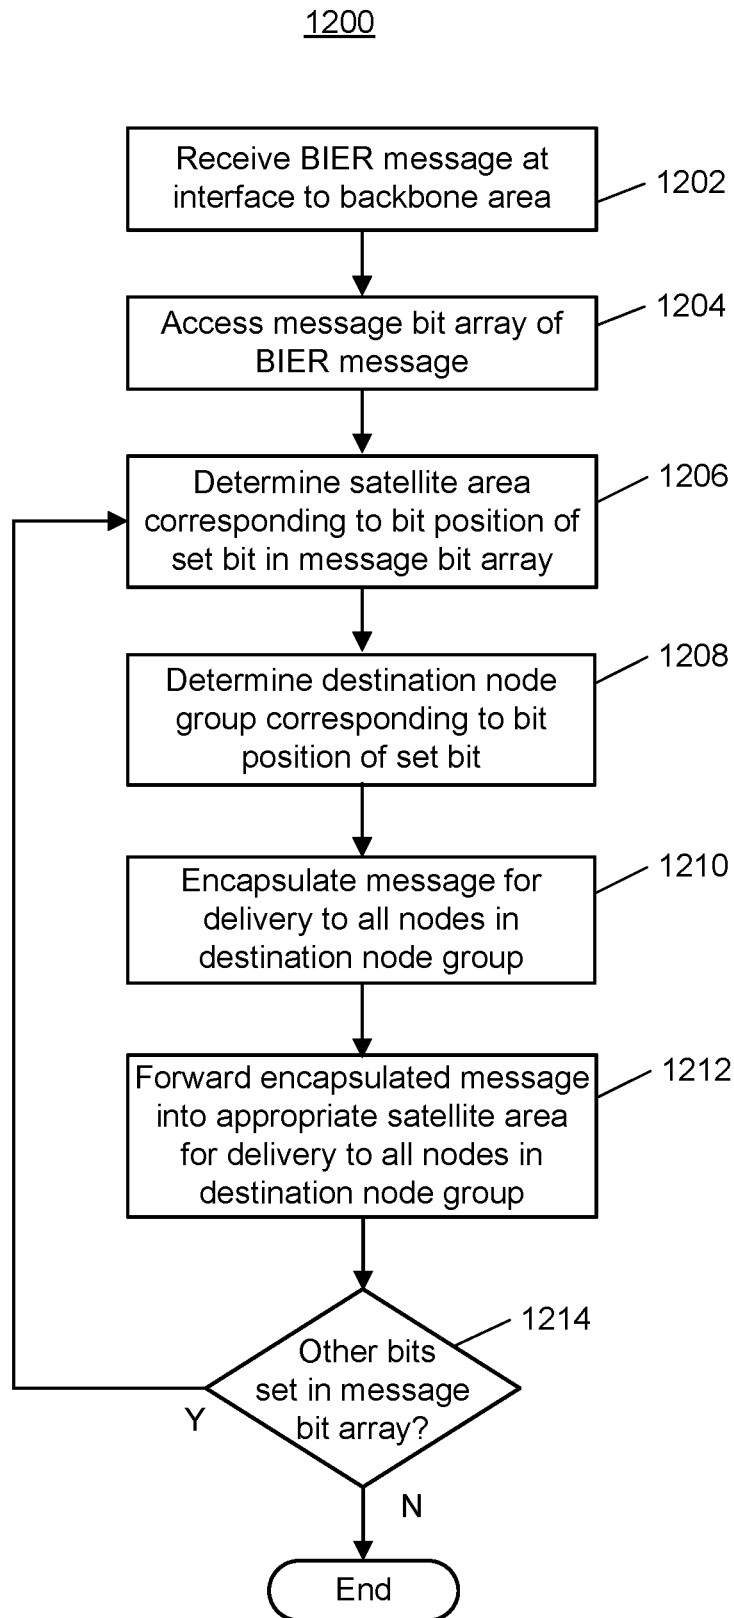 1200
Receive BIER message at
interface to backbone area
1202
Access message bit array of
BIER message
1204
Determine satellite area
corresponding to bit position of
set bit in message bit array
1206
Determine destination node
group corresponding to bit
position of set bit
1208
Encapsulate message for
delivery to all nodes in
destination node group
1210
Forward encapsulated message
into appropriate satellite area
for delivery to all nodes in
destination node group
1212
Other bits
set in message
bit array?
1214
Y
N
End